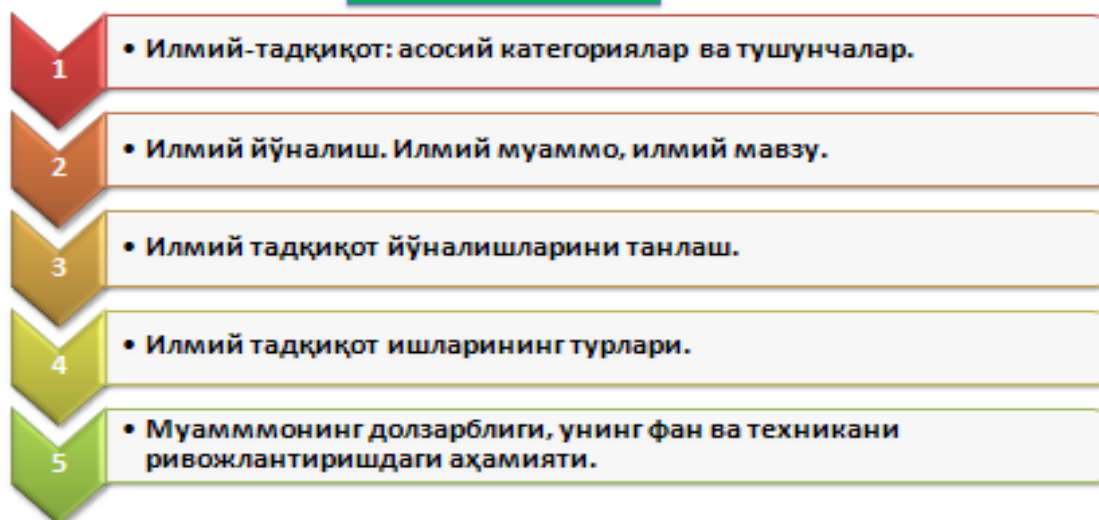 1
• Илмий-тадқиқот: асосий категориялар ва тушунчалар.
2
• Илмий йўналиш. Илмий муаммо, илмий мавзу.
3
• Илмий тадқиқот йўналишларини танлаш.
4
• Илмий тадқиқот ишларининг турлари.
5
• Муамммонинг долзарблиги, унинг фан ва техникани
ривожлантиришдаги аҳамияти.